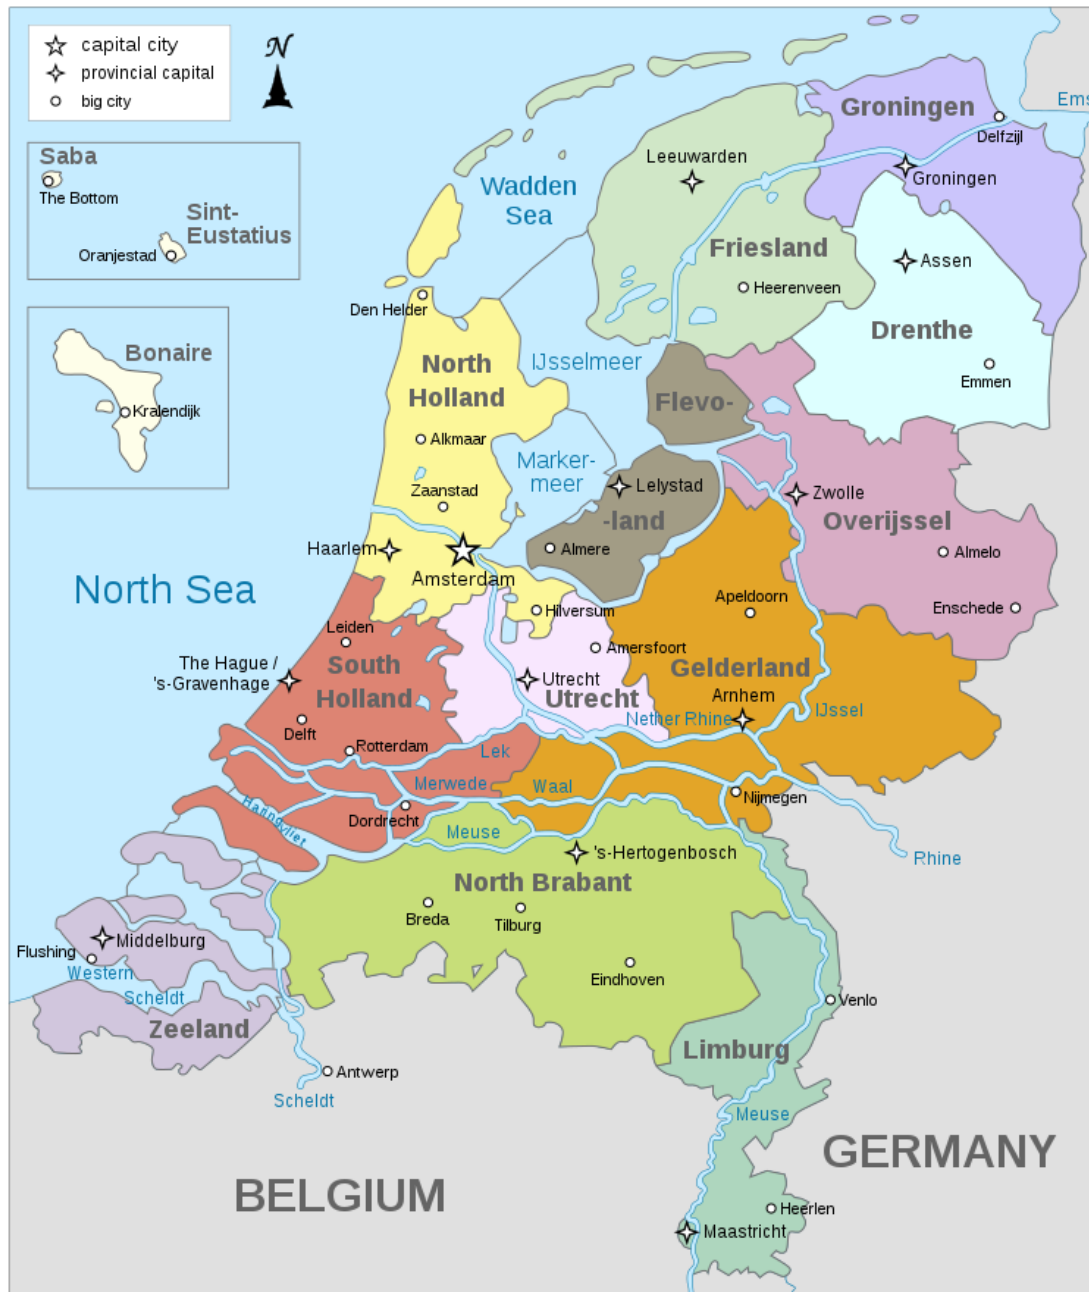 capital city
provincial capital
big city
N
Saba
The Bottom
Sint-
Eustatius
Oranjestad
Bonaire
Kralendijk
Groningen
Ems
Delfzijl
Leeuwarden
Groningen
Wadden
Sea
Friesland
Assen
Heerenveen
Den Helder
Drenthe
North
Holland
IJsselmeer
Emmen
Flevo-
Alkmaar
Marker-
meer
Zaanstad
Lelystad
Zwolle
-land
Overijssel
Haarlem
Almere
Almelo
Amsterdam
North Sea
Apeldoorn
Hilversum
Enschede
Leiden
Amersfoort
The Hague /
's-Gravenhage
South
Holland
Gelderland
Utrecht
Utrecht
Arnhem
Nether Rhine
IJssel
Delft
Rotterdam
Lek
Merwede
Waal
Nijmegen
Haringvliet
Dordrecht
Meuse
's-Hertogenbosch
Rhine
North Brabant
Breda
Tilburg
Middelburg
Flushing
Western
Scheldt
Eindhoven
Venlo
Zeeland
Limburg
Antwerp
Scheldt
Meuse
GERMANY
BELGIUM
Heerlen
Maastricht